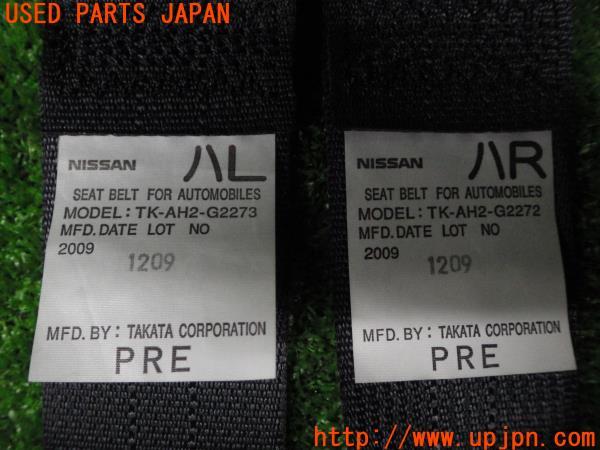 USED PARTS JAPAN
NISSAN ハL
SEAT BELT FOR AUTOMOBILES
MODEL: TK-AH2-G2273
MFD. DATE LOT NO
2009
1209
MFD. BY: TAKATA CORPORATION
PRE
NISSAN ハR
SEAT BELT FOR AUTOMOBILES
MODEL: TK-AH2-G2272
MFD. DATE LOT NO
2009
1209
MFD. BY: TAKATA CORPORATION
PRE
http://www.upjpn.com/